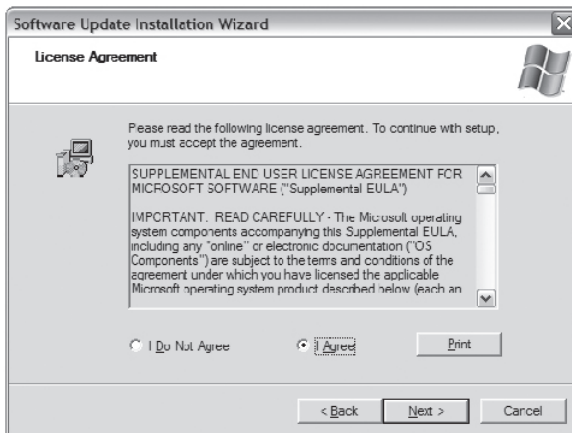 Software Update Installation Wizard
License Agreement
Please read the following license agreement. To continue with setup,
you must accept the agreement.
SUPPLEMENTAL END USER LICENSE AGREEMENT FOR
MICROSOFT SOFTWARE ("Supplemental EULA")
IMPORTANT. READ CAREFULLY - The Microsoft operating
system components accompanying this Supplemental EULA,
including any "online" or electronic documentation ("OS
Components") are subject to the terms and conditions of the
agreement under which you have licensed the applicable
Microsoft operating system product described below (each an
I Do Not Agree
I Agree
Print
< Back
Next >
Cancel